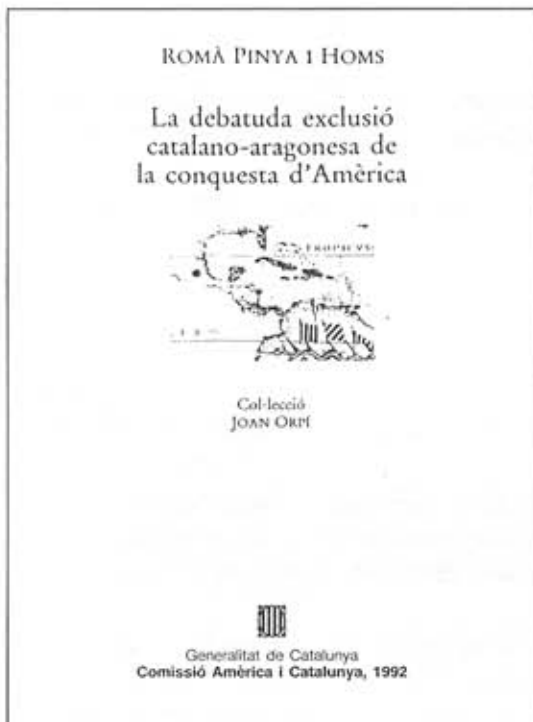 ROMÀ PINYA I HOMS
La debatuda exclusió
catalano-aragonesa de
la conquesta d'Amèrica
TROPICVS
Col·lecció
JOAN ORPÍ
Generalitat de Catalunya
Comissió Amèrica i Catalunya, 1992